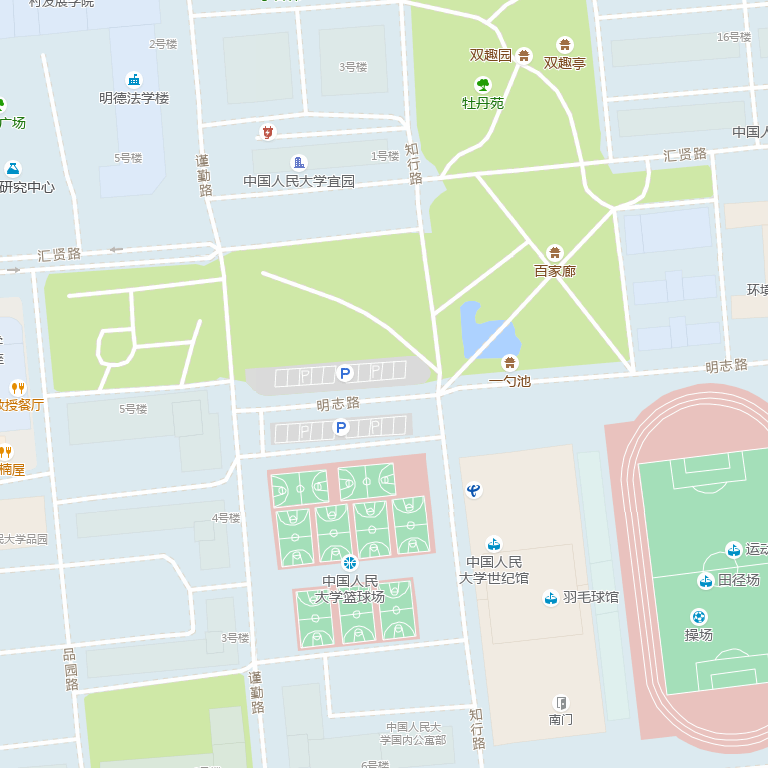 村发展学院
2号楼
双趣园
双趣亭
16号楼
3号楼
明德法学楼
牡丹苑
广场
中国人
5号楼
谨勤路
1号楼
知行路
汇贤路
研究中心
中国人民大学宜园
汇贤路
百家廊
环境
P
P
P
一勺池
明志路
教授餐厅
5号楼
明志路
P
P
P
楠屋
4号楼
民大学品园
中国人民
大学世纪馆
运动
田径场
中国人民
大学篮球场
羽毛球馆
操场
3号楼
品园路
谨勤路
知行路
南门
中国人民大
学国内公寓部
6号楼